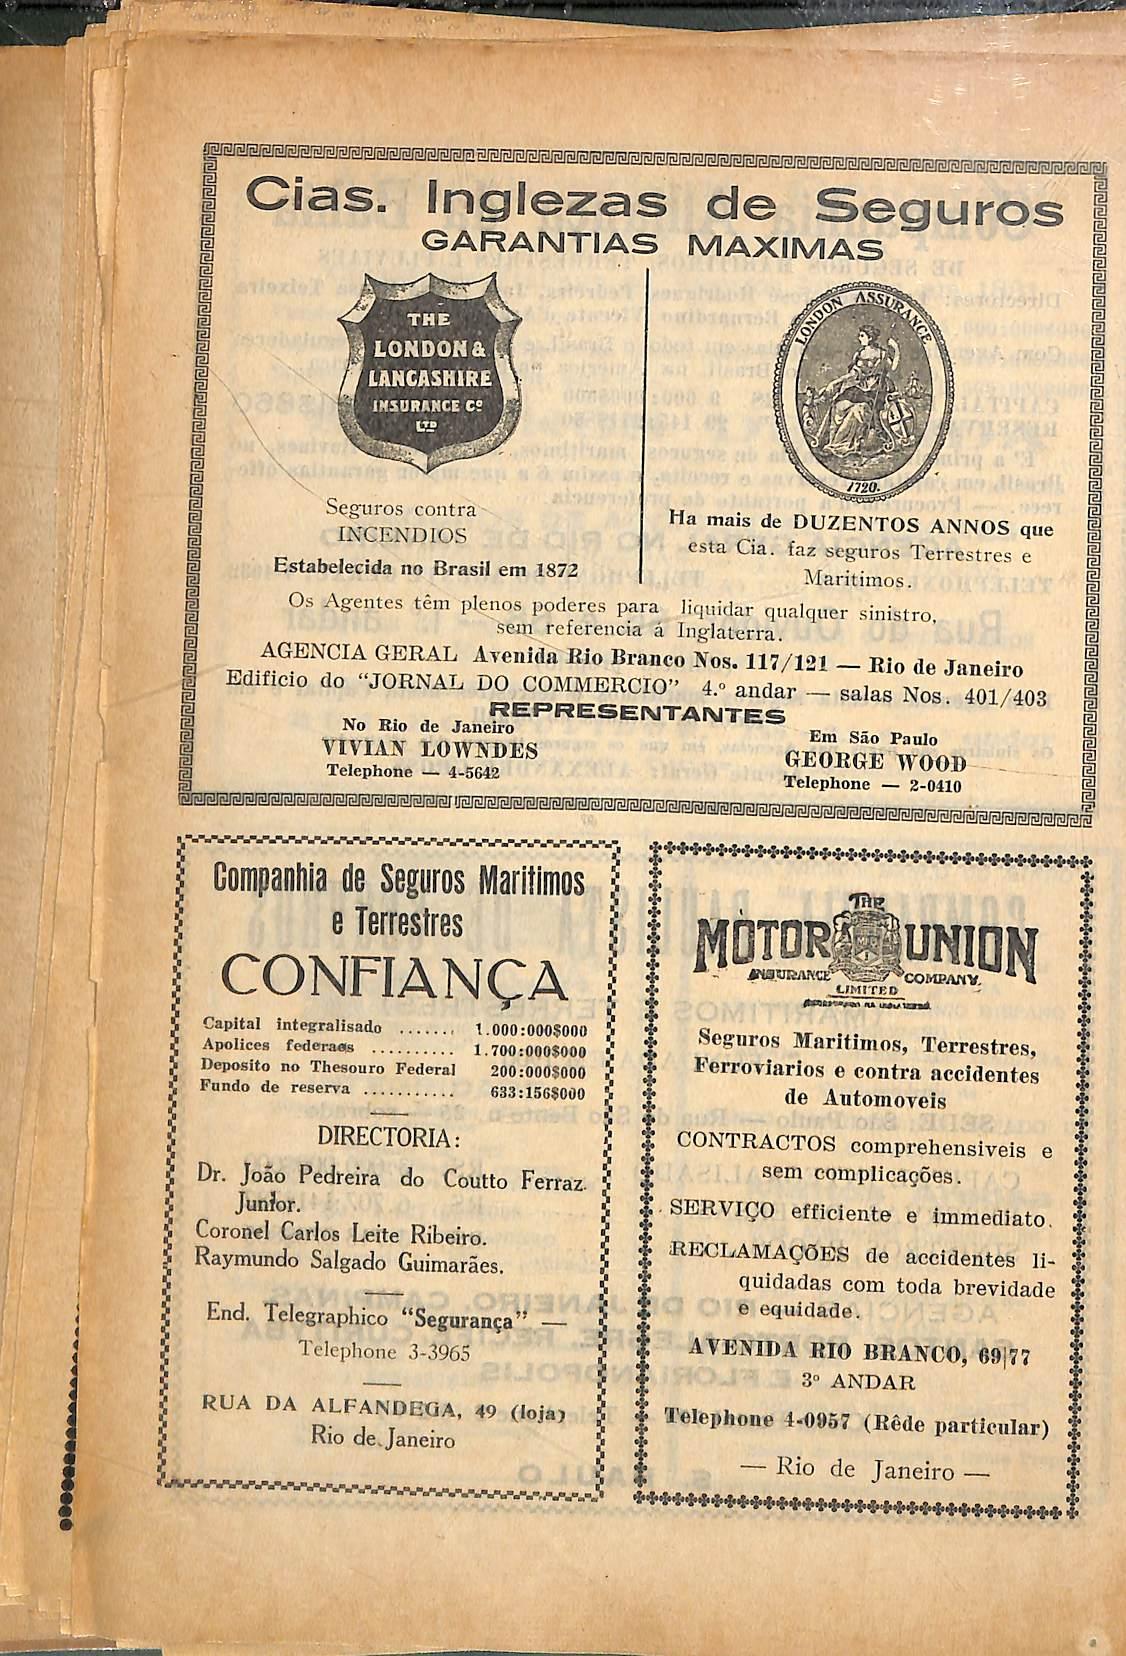 Cias. Inglezas de Seguros
GARANTIAS MAXIMAS
THE
LONDON &
LANCASHIRE
INSURANCE Co
LTD
Seguros contra
INCENDIOS
Estabelecida no Brasil em 1872
LONDON ASSURANCE
1720.
Ha mais de DUZENTOS ANNOS que
esta Cia. faz seguros Terrestres e
Maritimos.
Os Agentes têm plenos poderes para liquidar qualquer sinistro,
sem referencia á Inglaterra.
AGENCIA GERAL Avenida Rio Branco Nos. 117/121 — Rio de Janeiro
Edificio do "JORNAL DO COMMERCIO" 4.º andar — salas Nos. 401/403
REPRESENTANTES
No Rio de Janeiro
VIVIAN LOWNDES
Telephone — 4-5642
Em São Paulo
GEORGE WOOD
Telephone — 2-0410
Companhia de Seguros Maritimos
e Terrestres
CONFIANÇA
Capital integralisado ....... 1.000:000$000
Apolices federaes .......... 1.700:000$000
Deposito no Thesouro Federal 200:000$000
Fundo de reserva ........... 633:156$000
DIRECTORIA:
Dr. João Pedreira do Coutto Ferraz
Junior.
Coronel Carlos Leite Ribeiro.
Raymundo Salgado Guimarães.
End. Telegraphico "Segurança" —
Telephone 3-3965
RUA DA ALFANDEGA, 49 (loja)
Rio de Janeiro
THE
MOTOR UNION
INSURANCE COMPANY.
LIMITED
Seguros Maritimos, Terrestres,
Ferroviarios e contra accidentes
de Automoveis
CONTRACTOS comprehensiveis e
sem complicações.
SERVIÇO efficiente e immediato.
RECLAMAÇÕES de accidentes li-
quidadas com toda brevidade
e equidade.
AVENIDA RIO BRANCO, 69|77
3º ANDAR
Telephone 4-0957 (Rêde particular)
— Rio de Janeiro —